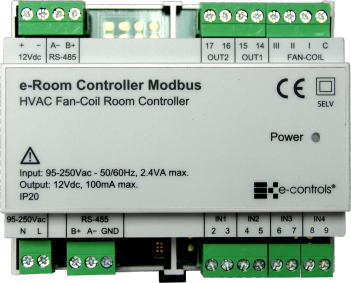 + − A− B+ 17 16 15 14 III II I C
12Vdc RS-485 OUT2 OUT1 FAN-COIL
e-Room Controller Modbus
HVAC Fan-Coil Room Controller
CE
SELV
Power
Input: 95-250Vac - 50/60Hz, 2.4VA max.
Output: 12Vdc, 100mA max.
IP20
e-controls®
95-250Vac RS-485 IN1 IN2 IN3 IN4
N L B+ A− GND 2 3 4 5 6 7 8 9